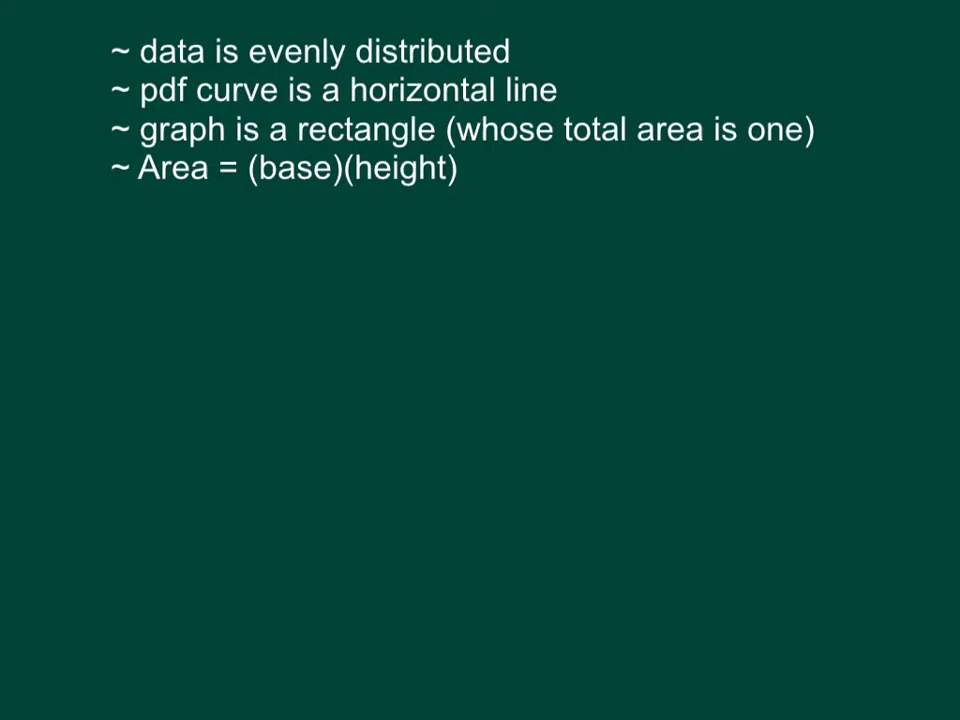 ~ data is evenly distributed
~ pdf curve is a horizontal line
~ graph is a rectangle (whose total area is one)
~ Area = (base)(height)